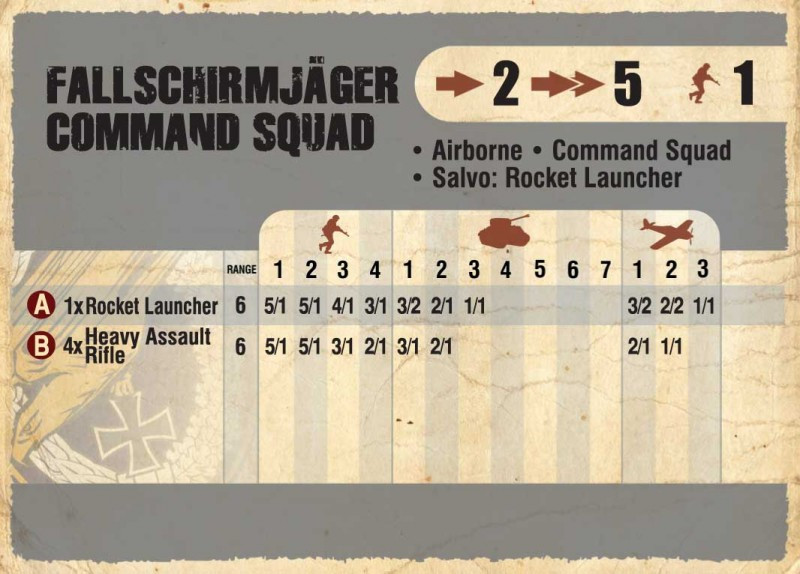 FALLSCHIRMJÄGER
COMMAND SQUAD
2 5 1
• Airborne • Command Squad
• Salvo: Rocket Launcher
RANGE 1 2 3 4 1 2 3 4 5 6 7 1 2 3
A 1x Rocket Launcher 6 5/1 5/1 4/1 3/1 3/2 2/1 1/1 3/2 2/2 1/1
B 4x Heavy Assault Rifle 6 5/1 5/1 3/1 2/1 3/1 2/1 2/1 1/1